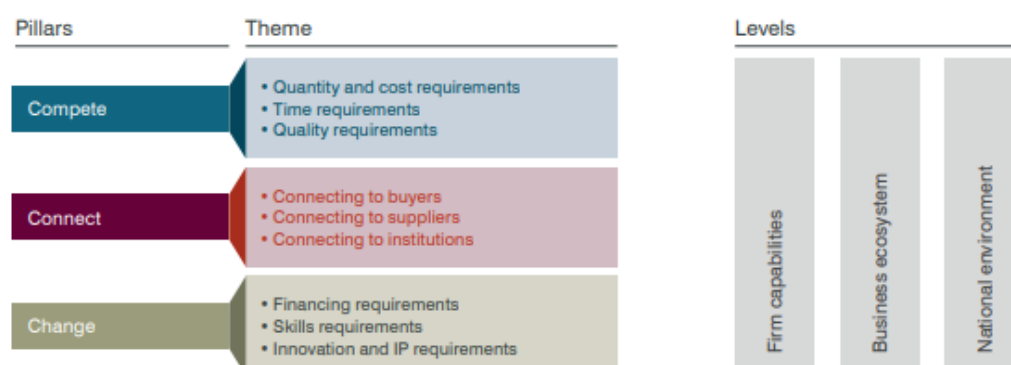 Pillars
Theme
Levels
Compete
• Quantity and cost requirements
• Time requirements
• Quality requirements
Connect
• Connecting to buyers
• Connecting to suppliers
• Connecting to institutions
Change
• Financing requirements
• Skills requirements
• Innovation and IP requirements
Firm capabilities
Business ecosystem
National environment